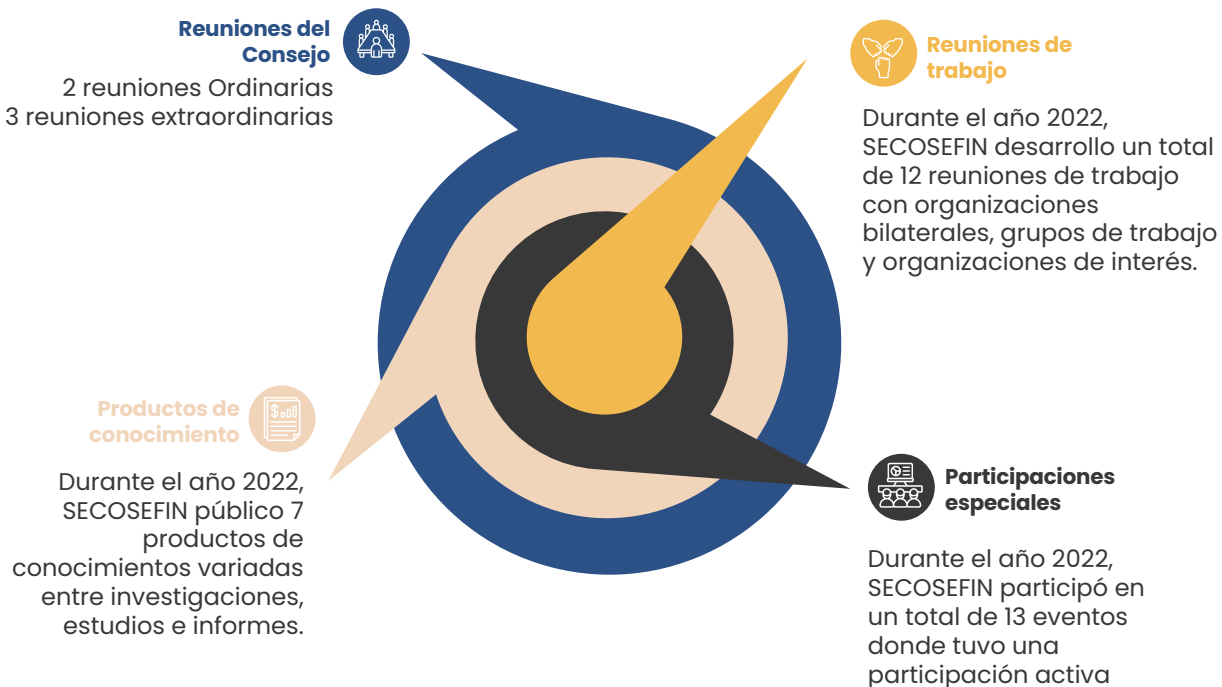 Reuniones del
Consejo
2 reuniones Ordinarias
3 reuniones extraordinarias
Reuniones de
trabajo
Durante el año 2022,
SECOSEFIN desarrollo un total
de 12 reuniones de trabajo
con organizaciones
bilaterales, grupos de trabajo
y organizaciones de interés.
Productos de
conocimiento
Durante el año 2022,
SECOSEFIN público 7
productos de
conocimientos variadas
entre investigaciones,
estudios e informes.
Participaciones
especiales
Durante el año 2022,
SECOSEFIN participó en
un total de 13 eventos
donde tuvo una
participación activa